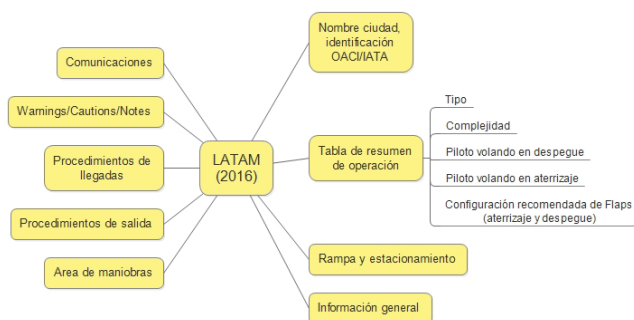 Comunicaciones
Warnings/Cautions/Notes
Procedimientos de
llegadas
Procedimientos de salida
Area de maniobras
LATAM
(2016)
Nombre ciudad,
identificación
OACI/IATA
Tabla de resumen
de operación
Tipo
Complejidad
Piloto volando en despegue
Piloto volando en aterrizaje
Configuración recomendada de Flaps
(aterrizaje y despegue)
Rampa y estacionamiento
Información general